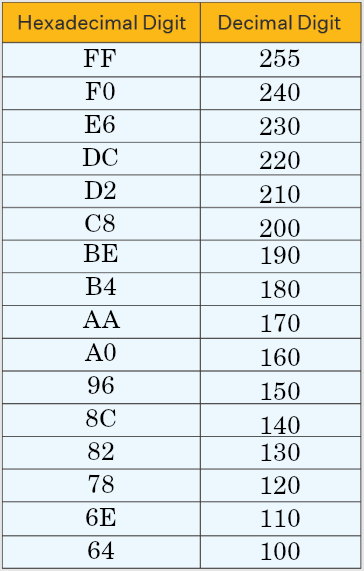 Hexadecimal Digit Decimal Digit
FF 255
F0 240
E6 230
DC 220
D2 210
C8 200
BE 190
B4 180
AA 170
A0 160
96 150
8C 140
82 130
78 120
6E 110
64 100